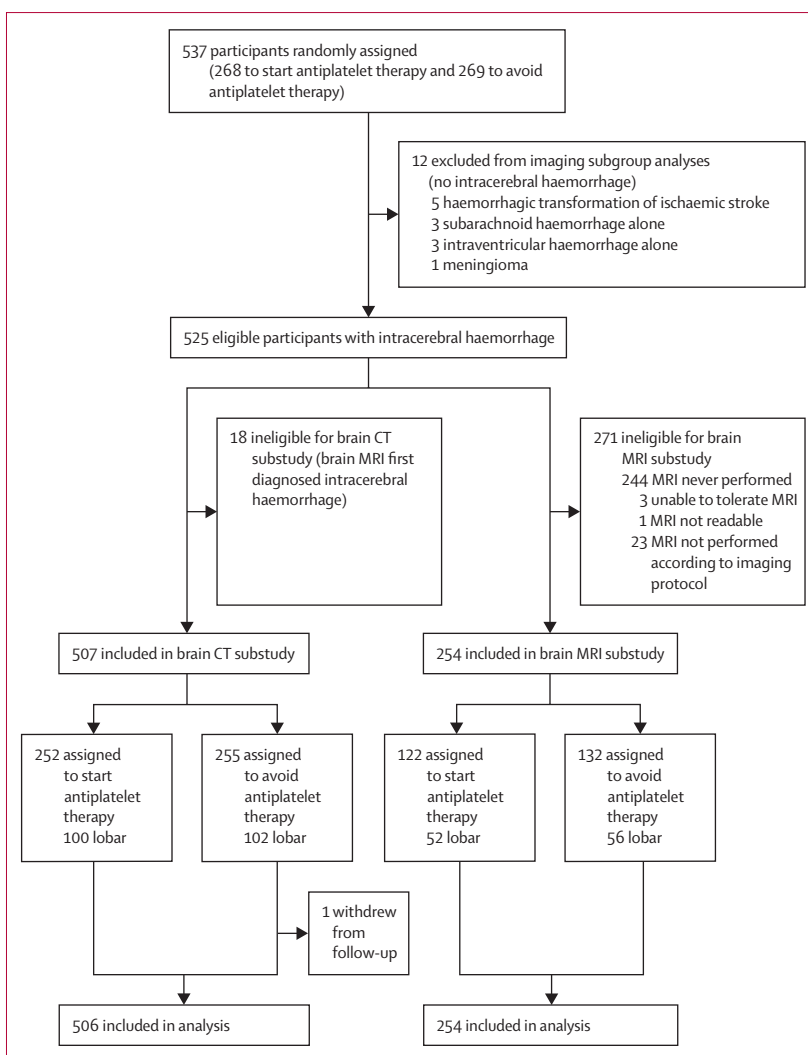 537 participants randomly assigned
(268 to start antiplatelet therapy and 269 to avoid
antiplatelet therapy)
12 excluded from imaging subgroup analyses
(no intracerebral haemorrhage)
5 haemorrhagic transformation of ischaemic stroke
3 subarachnoid haemorrhage alone
3 intraventricular haemorrhage alone
1 meningioma
525 eligible participants with intracerebral haemorrhage
18 ineligible for brain CT
substudy (brain MRI first
diagnosed intracerebral
haemorrhage)
271 ineligible for brain
MRI substudy
244 MRI never performed
3 unable to tolerate MRI
1 MRI not readable
23 MRI not performed
according to imaging
protocol
507 included in brain CT substudy
254 included in brain MRI substudy
252 assigned
to start
antiplatelet
therapy
100 lobar
255 assigned
to avoid
antiplatelet
therapy
102 lobar
122 assigned
to start
antiplatelet
therapy
52 lobar
132 assigned
to avoid
antiplatelet
therapy
56 lobar
1 withdrew
from
follow-up
506 included in analysis
254 included in analysis